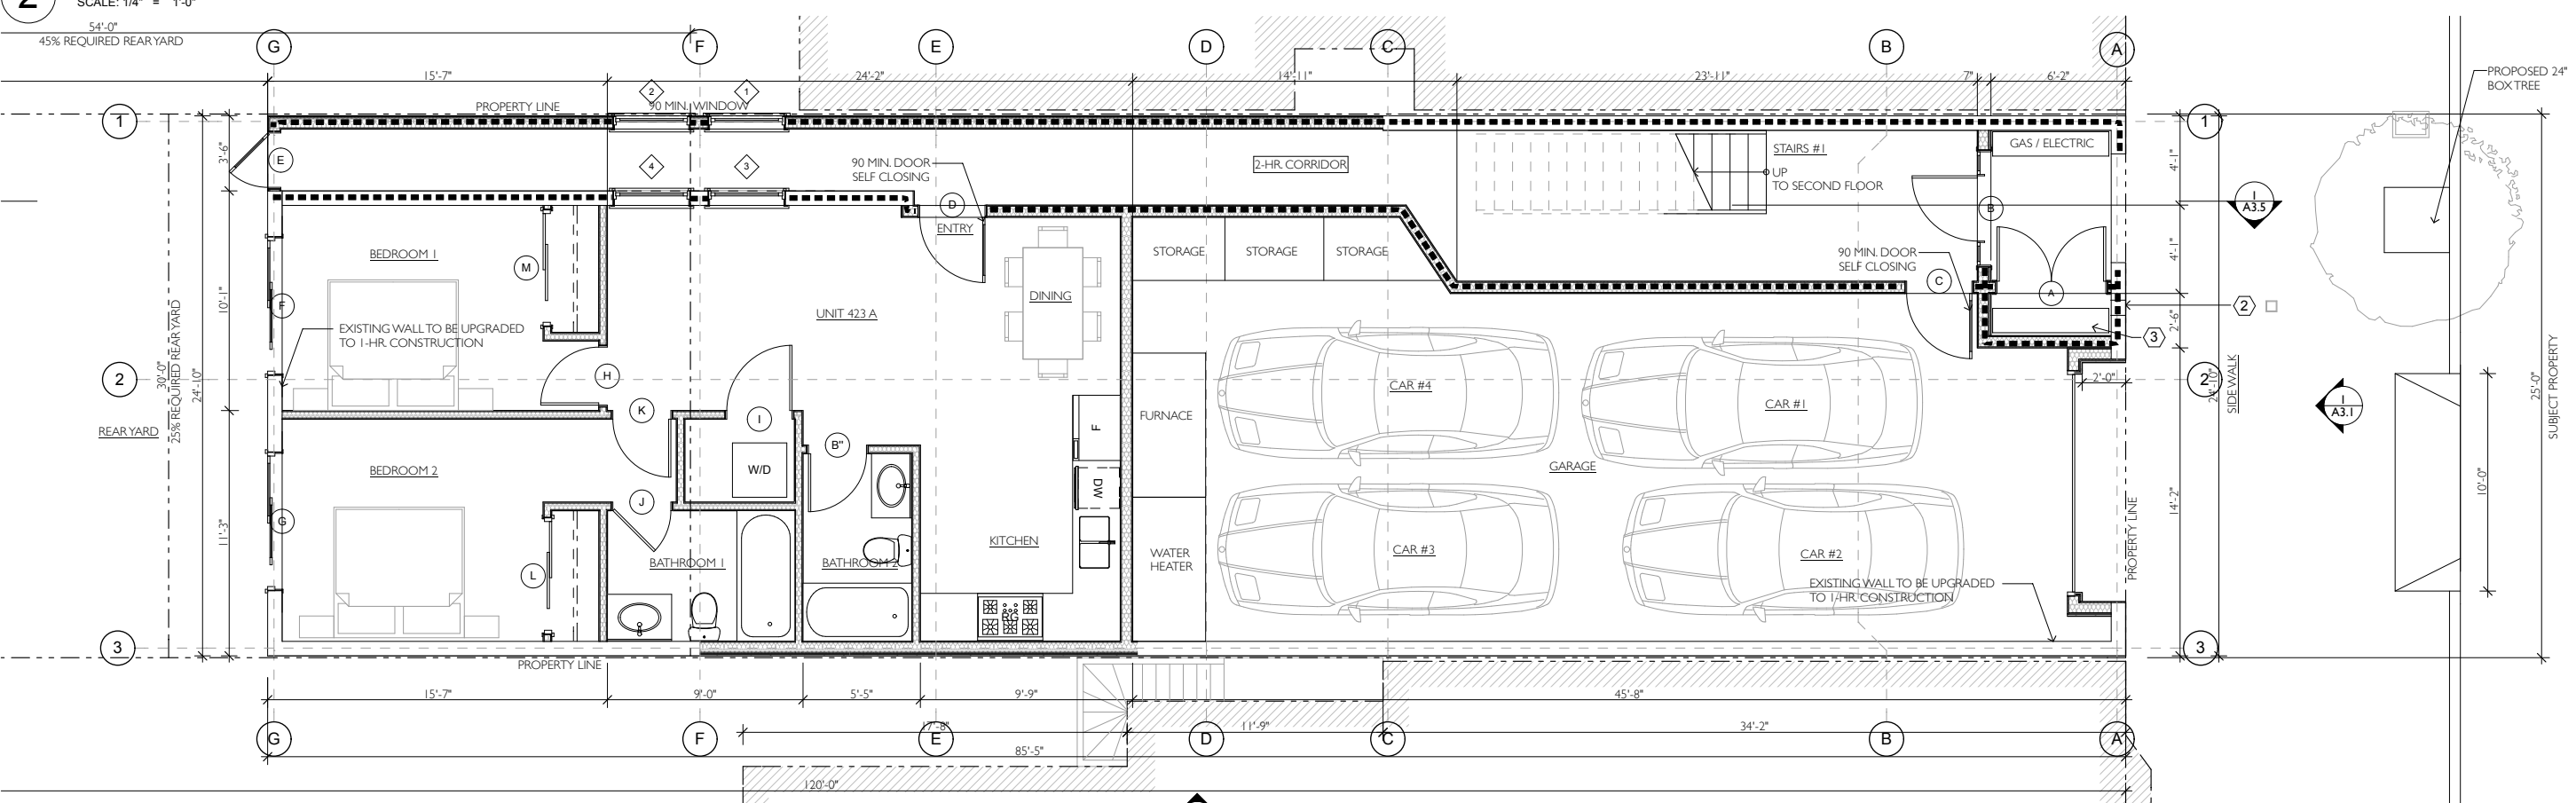 2
SCALE: 1/4" = 1'-0"
54'-0"
45% REQUIRED REAR YARD
G
F
E
D
C
B
A
15'-7"
24'-2"
14'-11"
23'-11"
7"
6'-2"
PROPOSED 24"
BOX TREE
PROPERTY LINE
2
1
90 MIN. WINDOW
1
1
3'-6"
E
4
3
90 MIN. DOOR
SELF CLOSING
2-HR. CORRIDOR
STAIRS #1
UP
TO SECOND FLOOR
GAS / ELECTRIC
4'-1"
1
A3.5
D
ENTRY
B
BEDROOM 1
M
STORAGE
STORAGE
STORAGE
90 MIN. DOOR
SELF CLOSING
4'-1"
C
A
F
10'-1"
DINING
UNIT 423 A
2
EXISTING WALL TO BE UPGRADED
TO 1-HR. CONSTRUCTION
2'-6"
3
30'-0"
25% REQUIRED REAR YARD
24'-10"
2
H
CAR #4
CAR #1
2'-0"
2
24'-10"
SIDEWALK
25'-0"
SUBJECT PROPERTY
K
I
FURNACE
F
1
A3.1
REAR YARD
B"
BEDROOM 2
W/D
DW
GARAGE
10'-0"
J
14'-2"
G
11'-3"
PROPERTY LINE
KITCHEN
BATHROOM 1
BATHROOM 2
WATER
HEATER
CAR #3
CAR #2
L
EXISTING WALL TO BE UPGRADED
TO 1-HR. CONSTRUCTION
RG
3
3
PROPERTY LINE
15'-7"
9'-0"
5'-5"
9'-9"
45'-8"
17'-8"
11'-9"
34'-2"
G
F
E
D
C
B
A
85'-5"
120'-0"